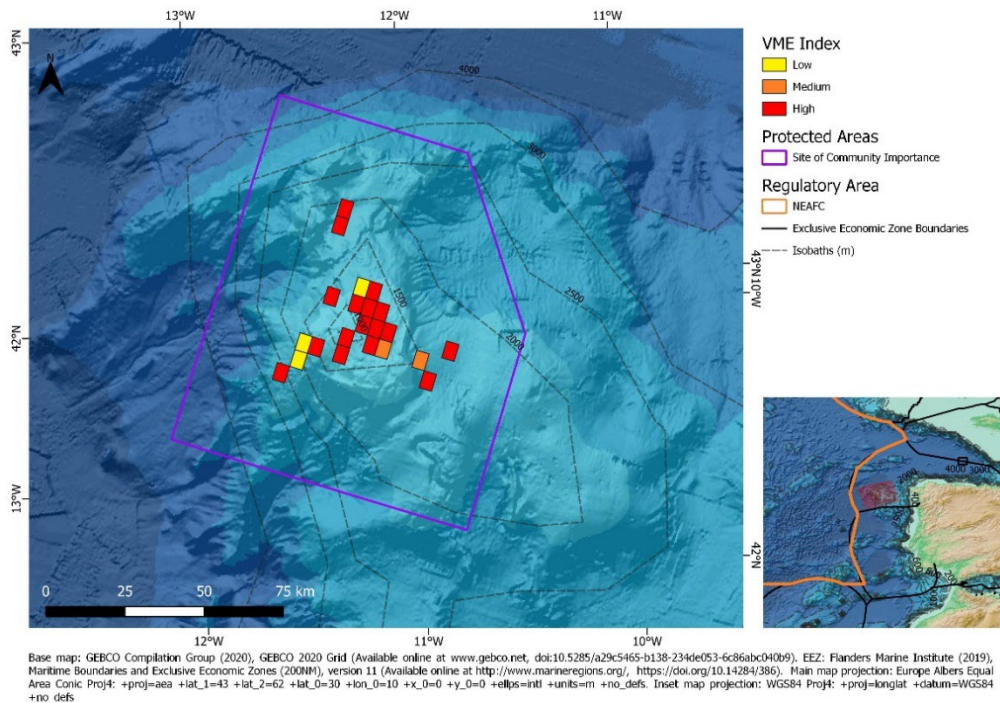 13°W
12°W
11°W
43°N
N
4000
3000
2500
1500
2000
42°N
43°N10°W
13°W
42°N
0 25 50 75 km
12°W
11°W
10°W
VME Index
Low
Medium
High
Protected Areas
Site of Community Importance
Regulatory Area
NEAFC
Exclusive Economic Zone Boundaries
Isobaths (m)
2000
4000 3000
Base map: GEBCO Compilation Group (2020), GEBCO 2020 Grid (Available online at www.gebco.net, doi:10.5285/a29c5465-b138-234de053-6c86abc040b9). EEZ: Flanders Marine Institute (2019),
Maritime Boundaries and Exclusive Economic Zones (200NM), version 11 (Available online at http://www.marineregions.org/, https://doi.org/10.14284/386). Main map projection: Europe Albers Equal
Area Conic Proj4: +proj=aea +lat_1=43 +lat_2=62 +lat_0=30 +lon_0=10 +x_0=0 +y_0=0 +ellps=intl +units=m +no_defs. Inset map projection: WGS84 Proj4: +proj=longlat +datum=WGS84
+no defs